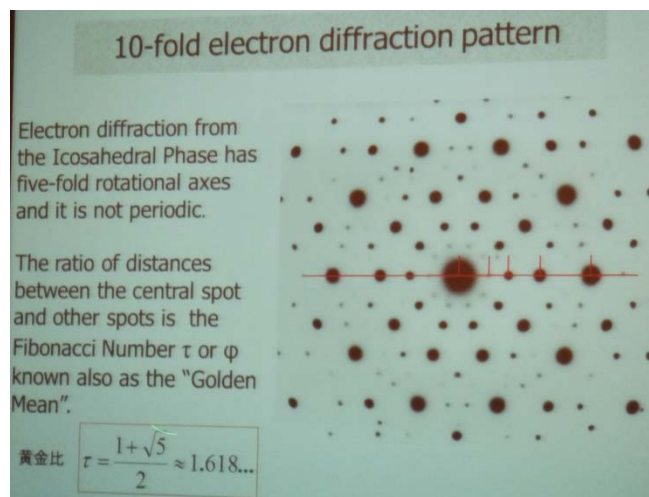 10-fold electron diffraction pattern
Electron diffraction from
the Icosahedral Phase has
five-fold rotational axes
and it is not periodic.
The ratio of distances
between the central spot
and other spots is the
Fibonacci Number τ or φ
known also as the “Golden
Mean”.
黄金比 τ = (1+√5)/2 ≈ 1.618...